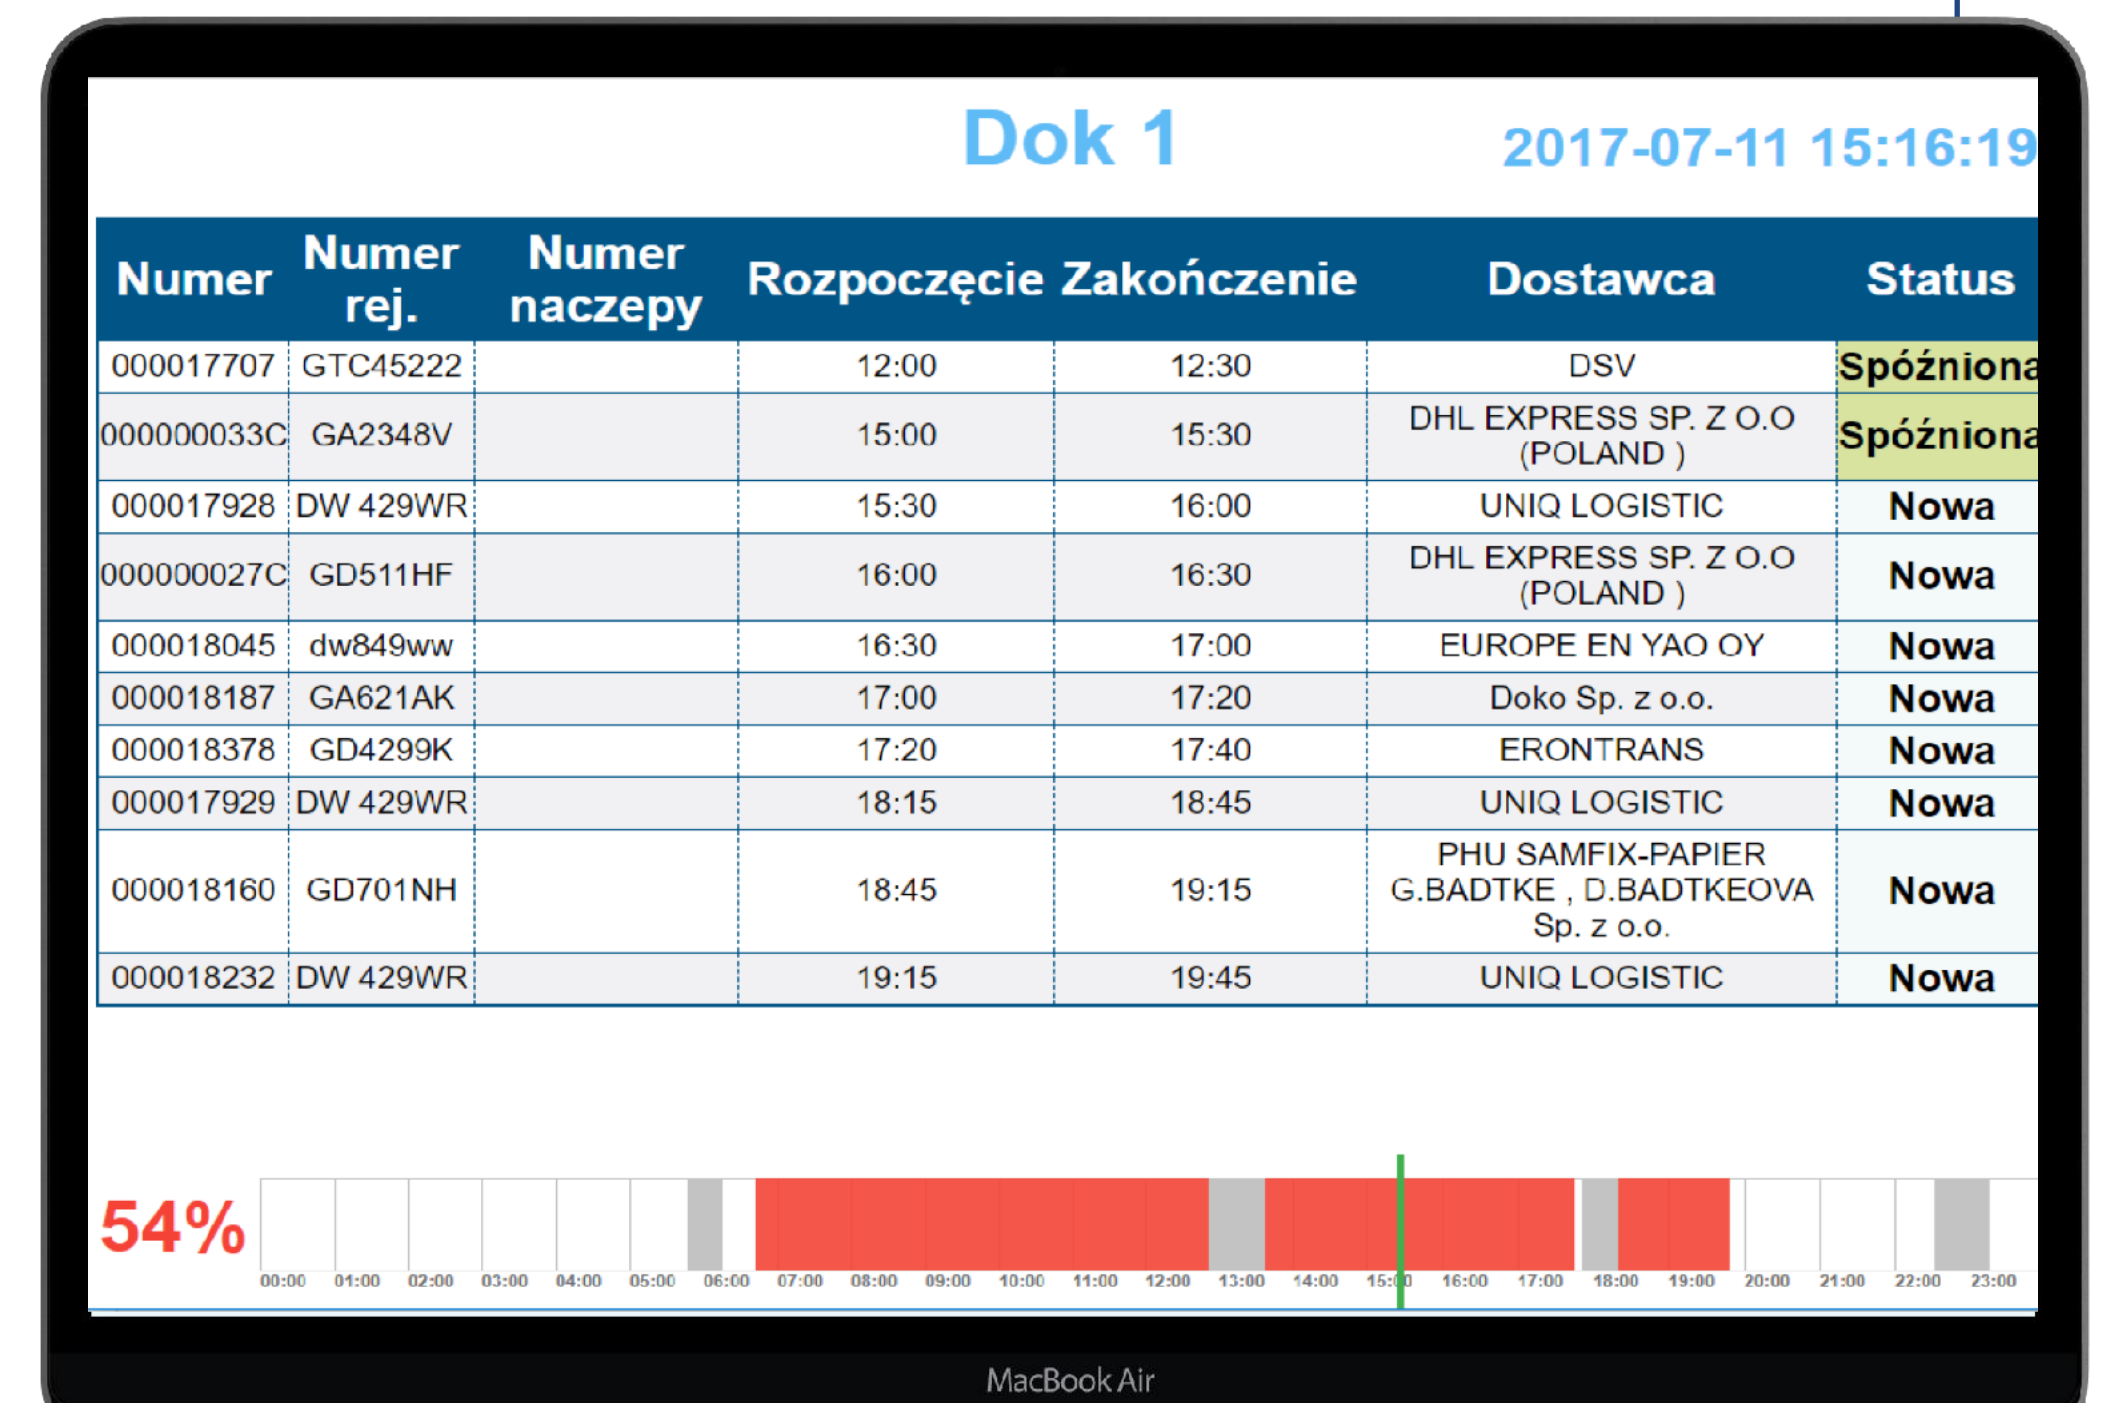 Dok 1
2017-07-11 15:16:19
Numer Numer rej. Numer naczepy Rozpoczęcie Zakończenie Dostawca Status
000017707 GTC45222 12:00 12:30 DSV Spóźniona
000000033C GA2348V 15:00 15:30 DHL EXPRESS SP. Z O.O (POLAND ) Spóźniona
000017928 DW 429WR 15:30 16:00 UNIQ LOGISTIC Nowa
000000027C GD511HF 16:00 16:30 DHL EXPRESS SP. Z O.O (POLAND ) Nowa
000018045 dw849ww 16:30 17:00 EUROPE EN YAO OY Nowa
000018187 GA621AK 17:00 17:20 Doko Sp. z o.o. Nowa
000018378 GD4299K 17:20 17:40 ERONTRANS Nowa
000017929 DW 429WR 18:15 18:45 UNIQ LOGISTIC Nowa
000018160 GD701NH 18:45 19:15 PHU SAMFIX-PAPIER G.BADTKE , D.BADTKEOVA Sp. z o.o. Nowa
000018232 DW 429WR 19:15 19:45 UNIQ LOGISTIC Nowa
54%
00:00 01:00 02:00 03:00 04:00 05:00 06:00 07:00 08:00 09:00 10:00 11:00 12:00 13:00 14:00 15:00 16:00 17:00 18:00 19:00 20:00 21:00 22:00 23:00
MacBook Air